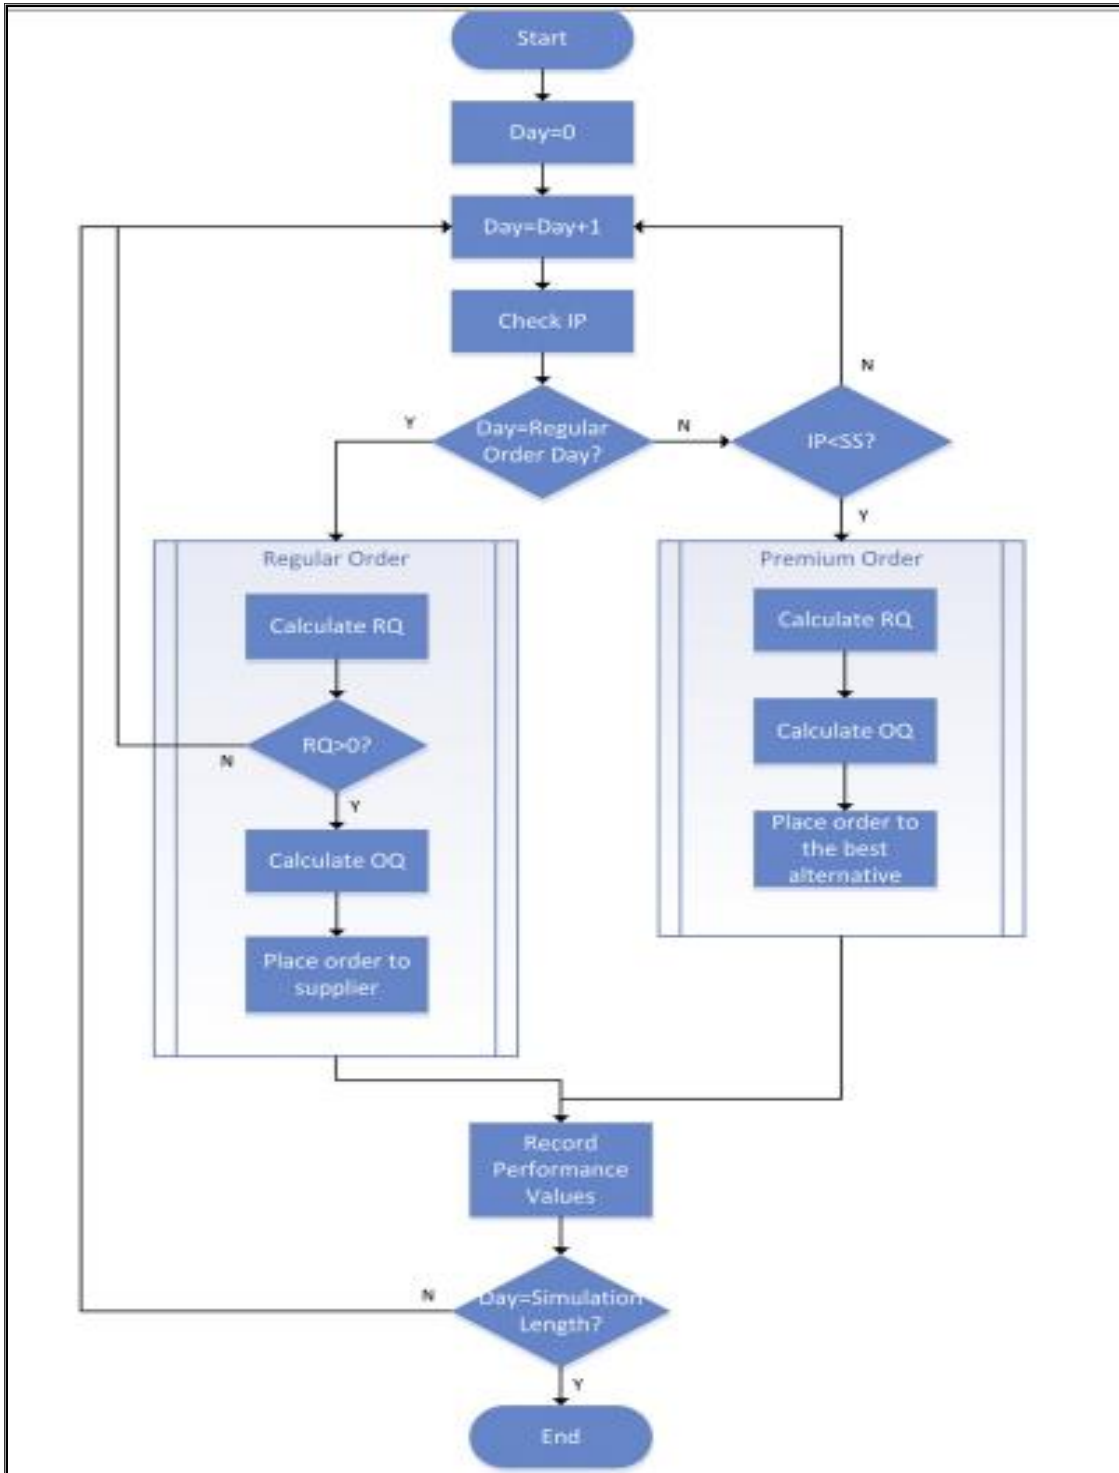 Start
Day=0
Day=Day+1
Check IP
N
Y
Day=Regular
Order Day?
N
IP<SS?
Y
Regular Order
Calculate RQ
RQ>0?
N
Y
Calculate OQ
Place order to
supplier
Premium Order
Calculate RQ
Calculate OQ
Place order to
the best
alternative
Record
Performance
Values
N
Day=Simulation
Length?
Y
End